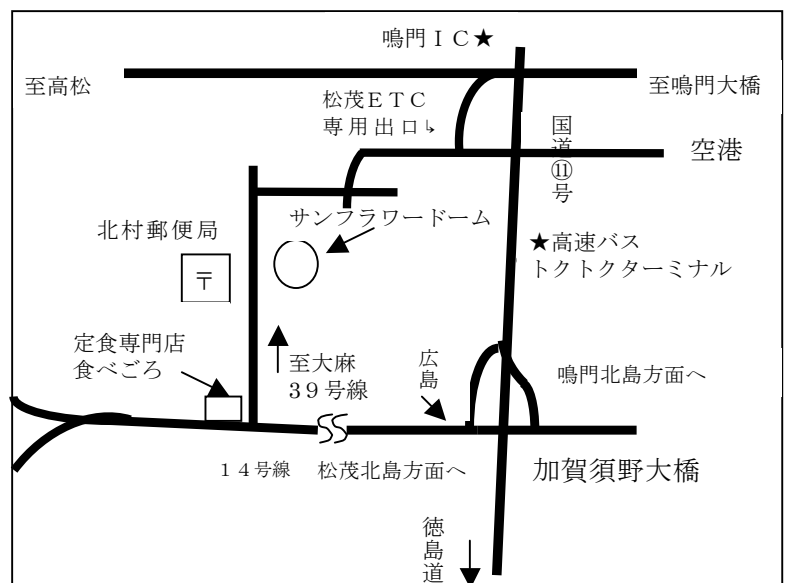 鳴門ＩＣ★
至高松
至鳴門大橋
松茂ＥＴＣ
専用出口↳
国道⑪号
空港
北村郵便局
〒
サンフラワードーム
★高速バス
トクトクターミナル
定食専門店
食べごろ
至大麻
３９号線
広島
鳴門北島方面へ
１４号線
松茂北島方面へ
加賀須野大橋
徳島道